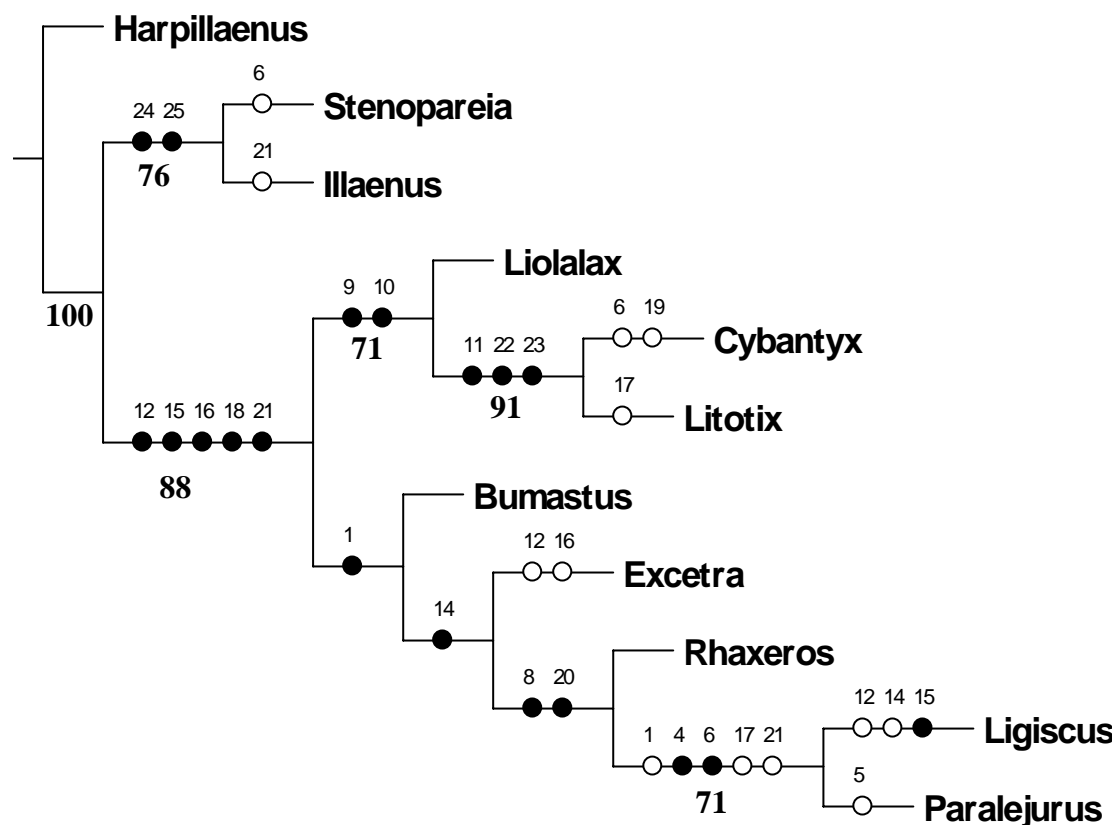 Harpillaenus
6
24 25
Stenopareia
76
21
Illaenus
Liolalax
9 10
100
71
6 19
Cybantyx
11 22 23
91
17
Litotix
12 15 16 18 21
88
Bumastus
1
12 16
Excetra
14
Rhaxeros
8 20
12 14 15
Ligiscus
1 4 6 17 21
71
5
Paralejurus